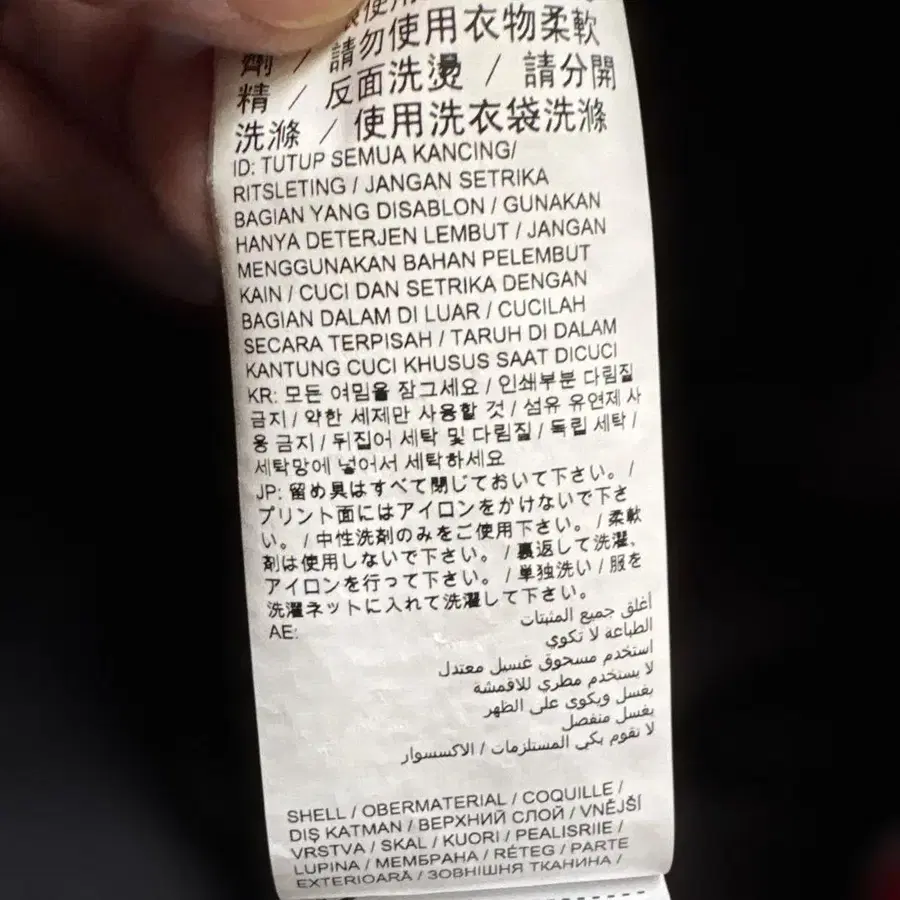 使用
劑 / 請勿使用衣物柔軟
精 / 反面洗燙 / 請分開
洗滌 / 使用洗衣袋洗滌
ID: TUTUP SEMUA KANCING/
RITSLETING / JANGAN SETRIKA
BAGIAN YANG DISABLON / GUNAKAN
HANYA DETERJEN LEMBUT / JANGAN
MENGGUNAKAN BAHAN PELEMBUT
KAIN / CUCI DAN SETRIKA DENGAN
BAGIAN DALAM DI LUAR / CUCILAH
SECARA TERPISAH / TARUH DI DALAM
KANTUNG CUCI KHUSUS SAAT DICUCI
KR: 모든 여밈을 잠그세요 / 인쇄부분 다림질
금지 / 약한 세제만 사용할 것 / 섬유 유연제 사
용 금지 / 뒤집어 세탁 및 다림질 / 독립 세탁 /
세탁망에 넣어서 세탁하세요
JP: 留め具はすべて閉じておいて下さい。 /
プリント面にはアイロンをかけないで下さ
い。 / 中性洗剤のみをご使用下さい。 / 柔軟
剤は使用しないで下さい。 / 裏返して洗濯、
アイロンを行って下さい。 / 単独洗い / 服を
洗濯ネットに入れて洗濯して下さい。
AE: أغلق جميع المثبتات
الطباعة لا تكوي
استخدم مسحوق غسيل معتدل
لا يستخدم مطري للاقمشة
يغسل ويكوى على الظهر
يغسل منفصل
لا تقوم بكي المستلزمات / الاكسسوار
SHELL / OBERMATERIAL / COQUILLE /
DIŞ KATMAN / ВЕРХНИЙ СЛОЙ / VNĚJŠÍ
VRSTVA / SKAL / KUORI / PEALISRIIE /
LUPINA / МЕМБРАНА / RÉTEG / PARTE
EXTERIOARĂ / ЗОВНІШНЯ ТКАНИНА /